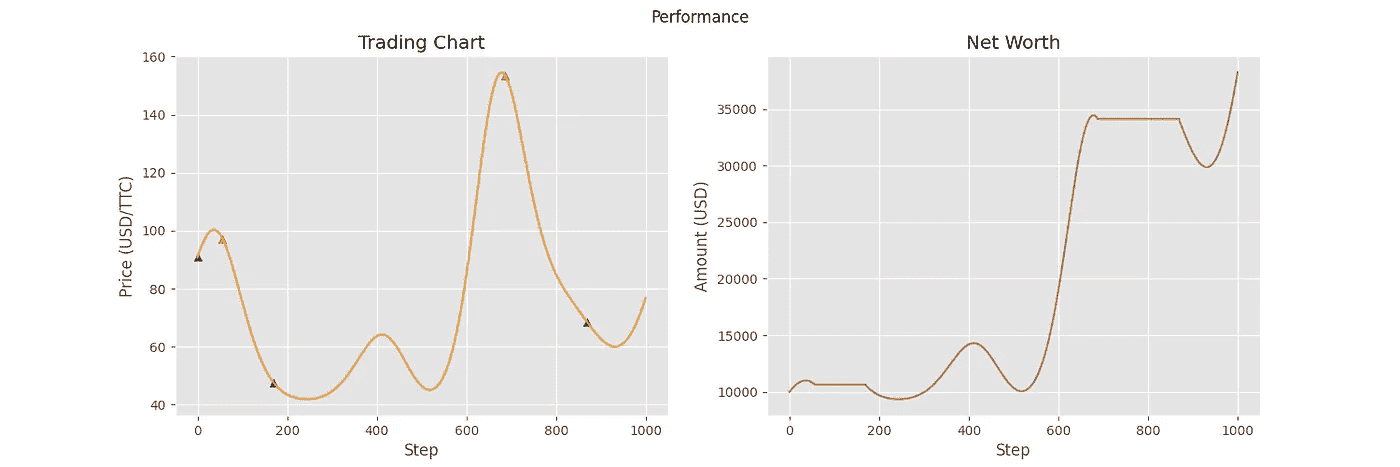 Performance
Trading Chart
Price (USD/TTC)
160
140
120
100
80
60
40
0 200 400 600 800 1000
Step
Net Worth
Amount (USD)
35000
30000
25000
20000
15000
10000
0 200 400 600 800 1000
Step